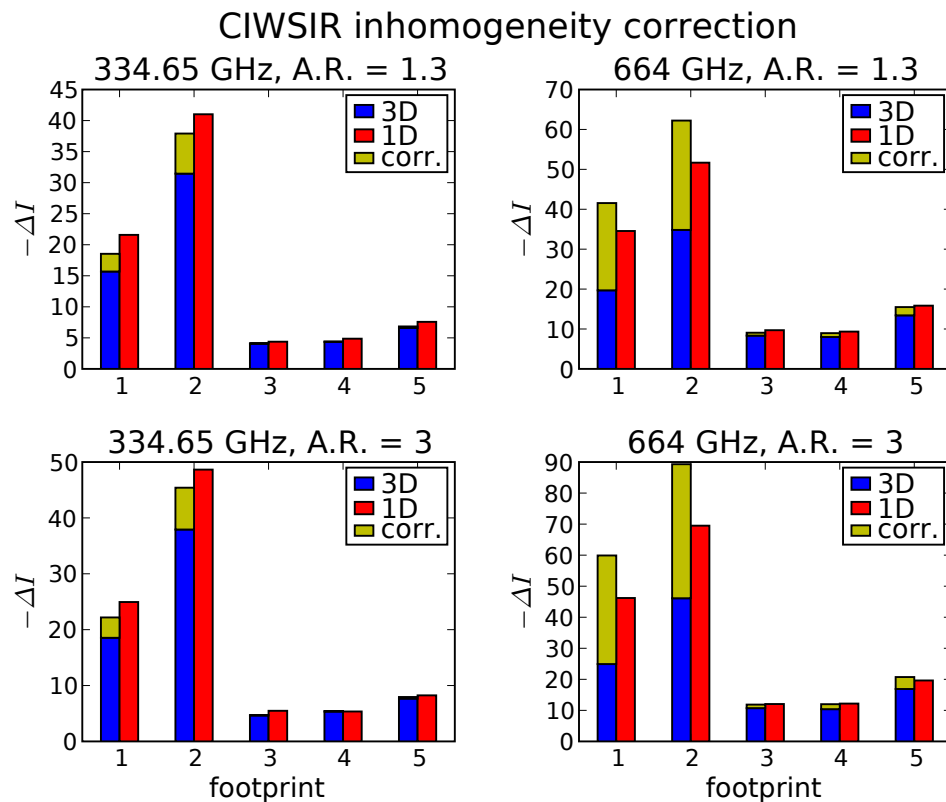 CIWSIR inhomogeneity correction
334.65 GHz, A.R. = 1.3
45
40
35
30
25
20
15
10
5
0
−ΔI
3D
1D
corr.
1 2 3 4 5
664 GHz, A.R. = 1.3
70
60
50
40
30
20
10
0
−ΔI
3D
1D
corr.
1 2 3 4 5
334.65 GHz, A.R. = 3
50
40
30
20
10
0
−ΔI
3D
1D
corr.
1 2 3 4 5
footprint
664 GHz, A.R. = 3
90
80
70
60
50
40
30
20
10
0
−ΔI
3D
1D
corr.
1 2 3 4 5
footprint